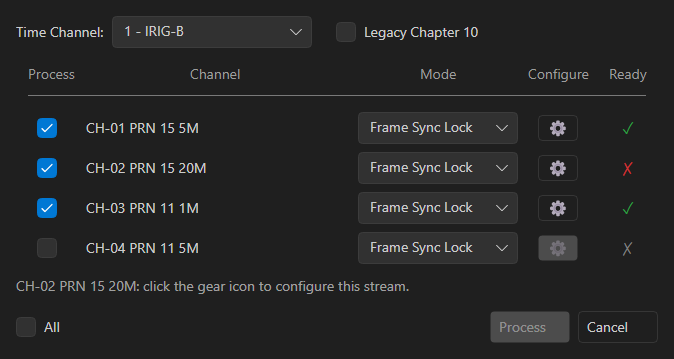 Time Channel: 1 - IRIG-B Legacy Chapter 10
Process Channel Mode Configure Ready
CH-01 PRN 15 5M Frame Sync Lock ✓
CH-02 PRN 15 20M Frame Sync Lock ✗
CH-03 PRN 11 1M Frame Sync Lock ✓
CH-04 PRN 11 5M Frame Sync Lock ✗
CH-02 PRN 15 20M: click the gear icon to configure this stream.
All Process Cancel